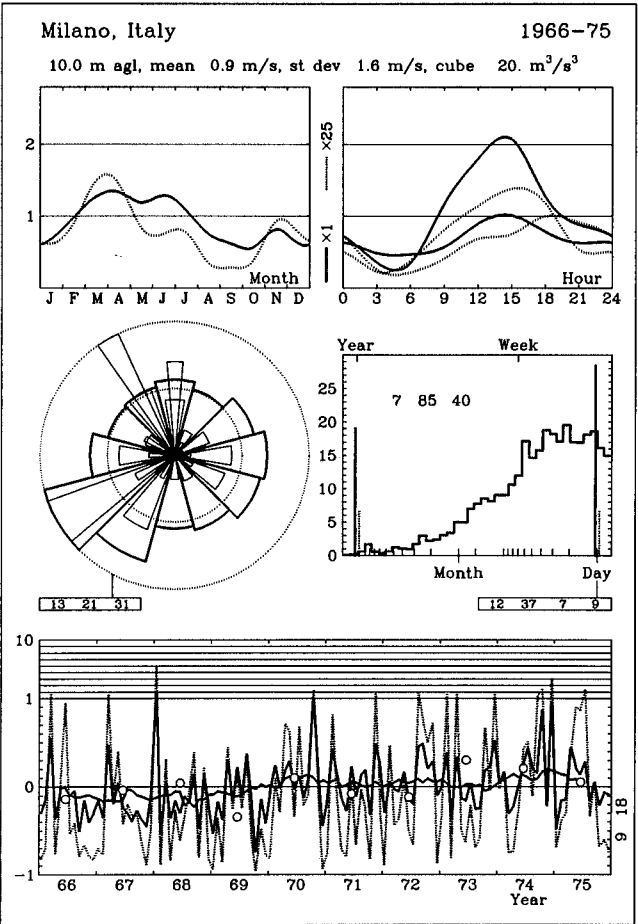 Milano, Italy 1966-75
10.0 m agl, mean 0.9 m/s, st dev 1.6 m/s, cube 20. m³/s³
2
1
Month
J F M A M J J A S O N D
×1 ×25
Hour
0 3 6 9 12 15 18 21 24
Year Week
25
20
15
10
5
0
7 85 40
Month Day
13 21 31
12 37 7 9
10
1
0
-1
66 67 68 69 70 71 72 73 74 75
Year
9 18